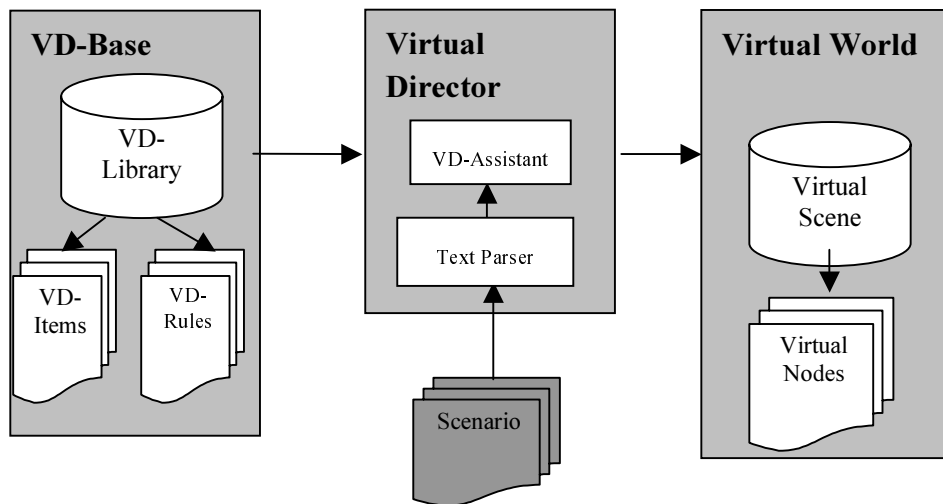 VD-Base
VD-
Library
VD-
Items
VD-
Rules
Virtual
Director
VD-Assistant
Text Parser
Scenario
Virtual World
Virtual
Scene
Virtual
Nodes